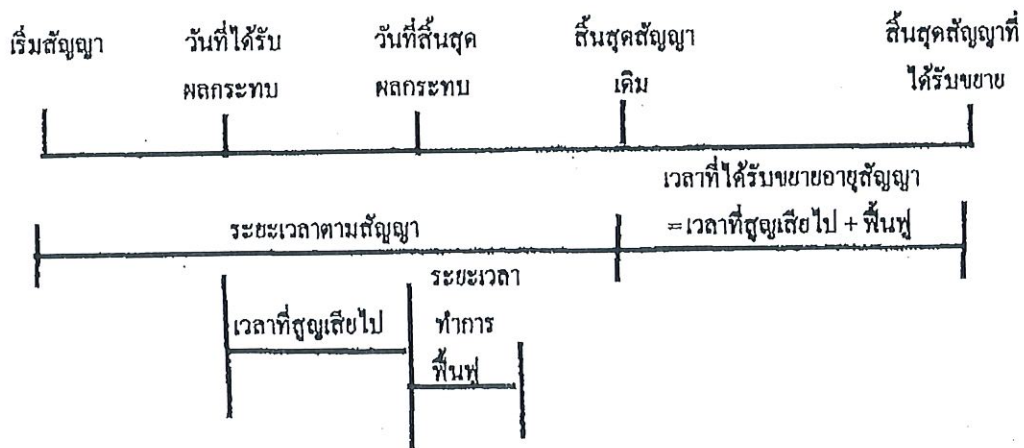 เริ่มสัญญา
วันที่ได้รับ
ผลกระทบ
วันที่สิ้นสุด
ผลกระทบ
สิ้นสุดสัญญา
เดิม
สิ้นสุดสัญญาที่
ได้รับขยาย
เวลาที่ได้รับขยายอายุสัญญา
=เวลาที่สูญเสียไป + ฟื้นฟู
ระยะเวลาตามสัญญา
เวลาที่สูญเสียไป
ระยะเวลา
ทำการ
ฟื้นฟู